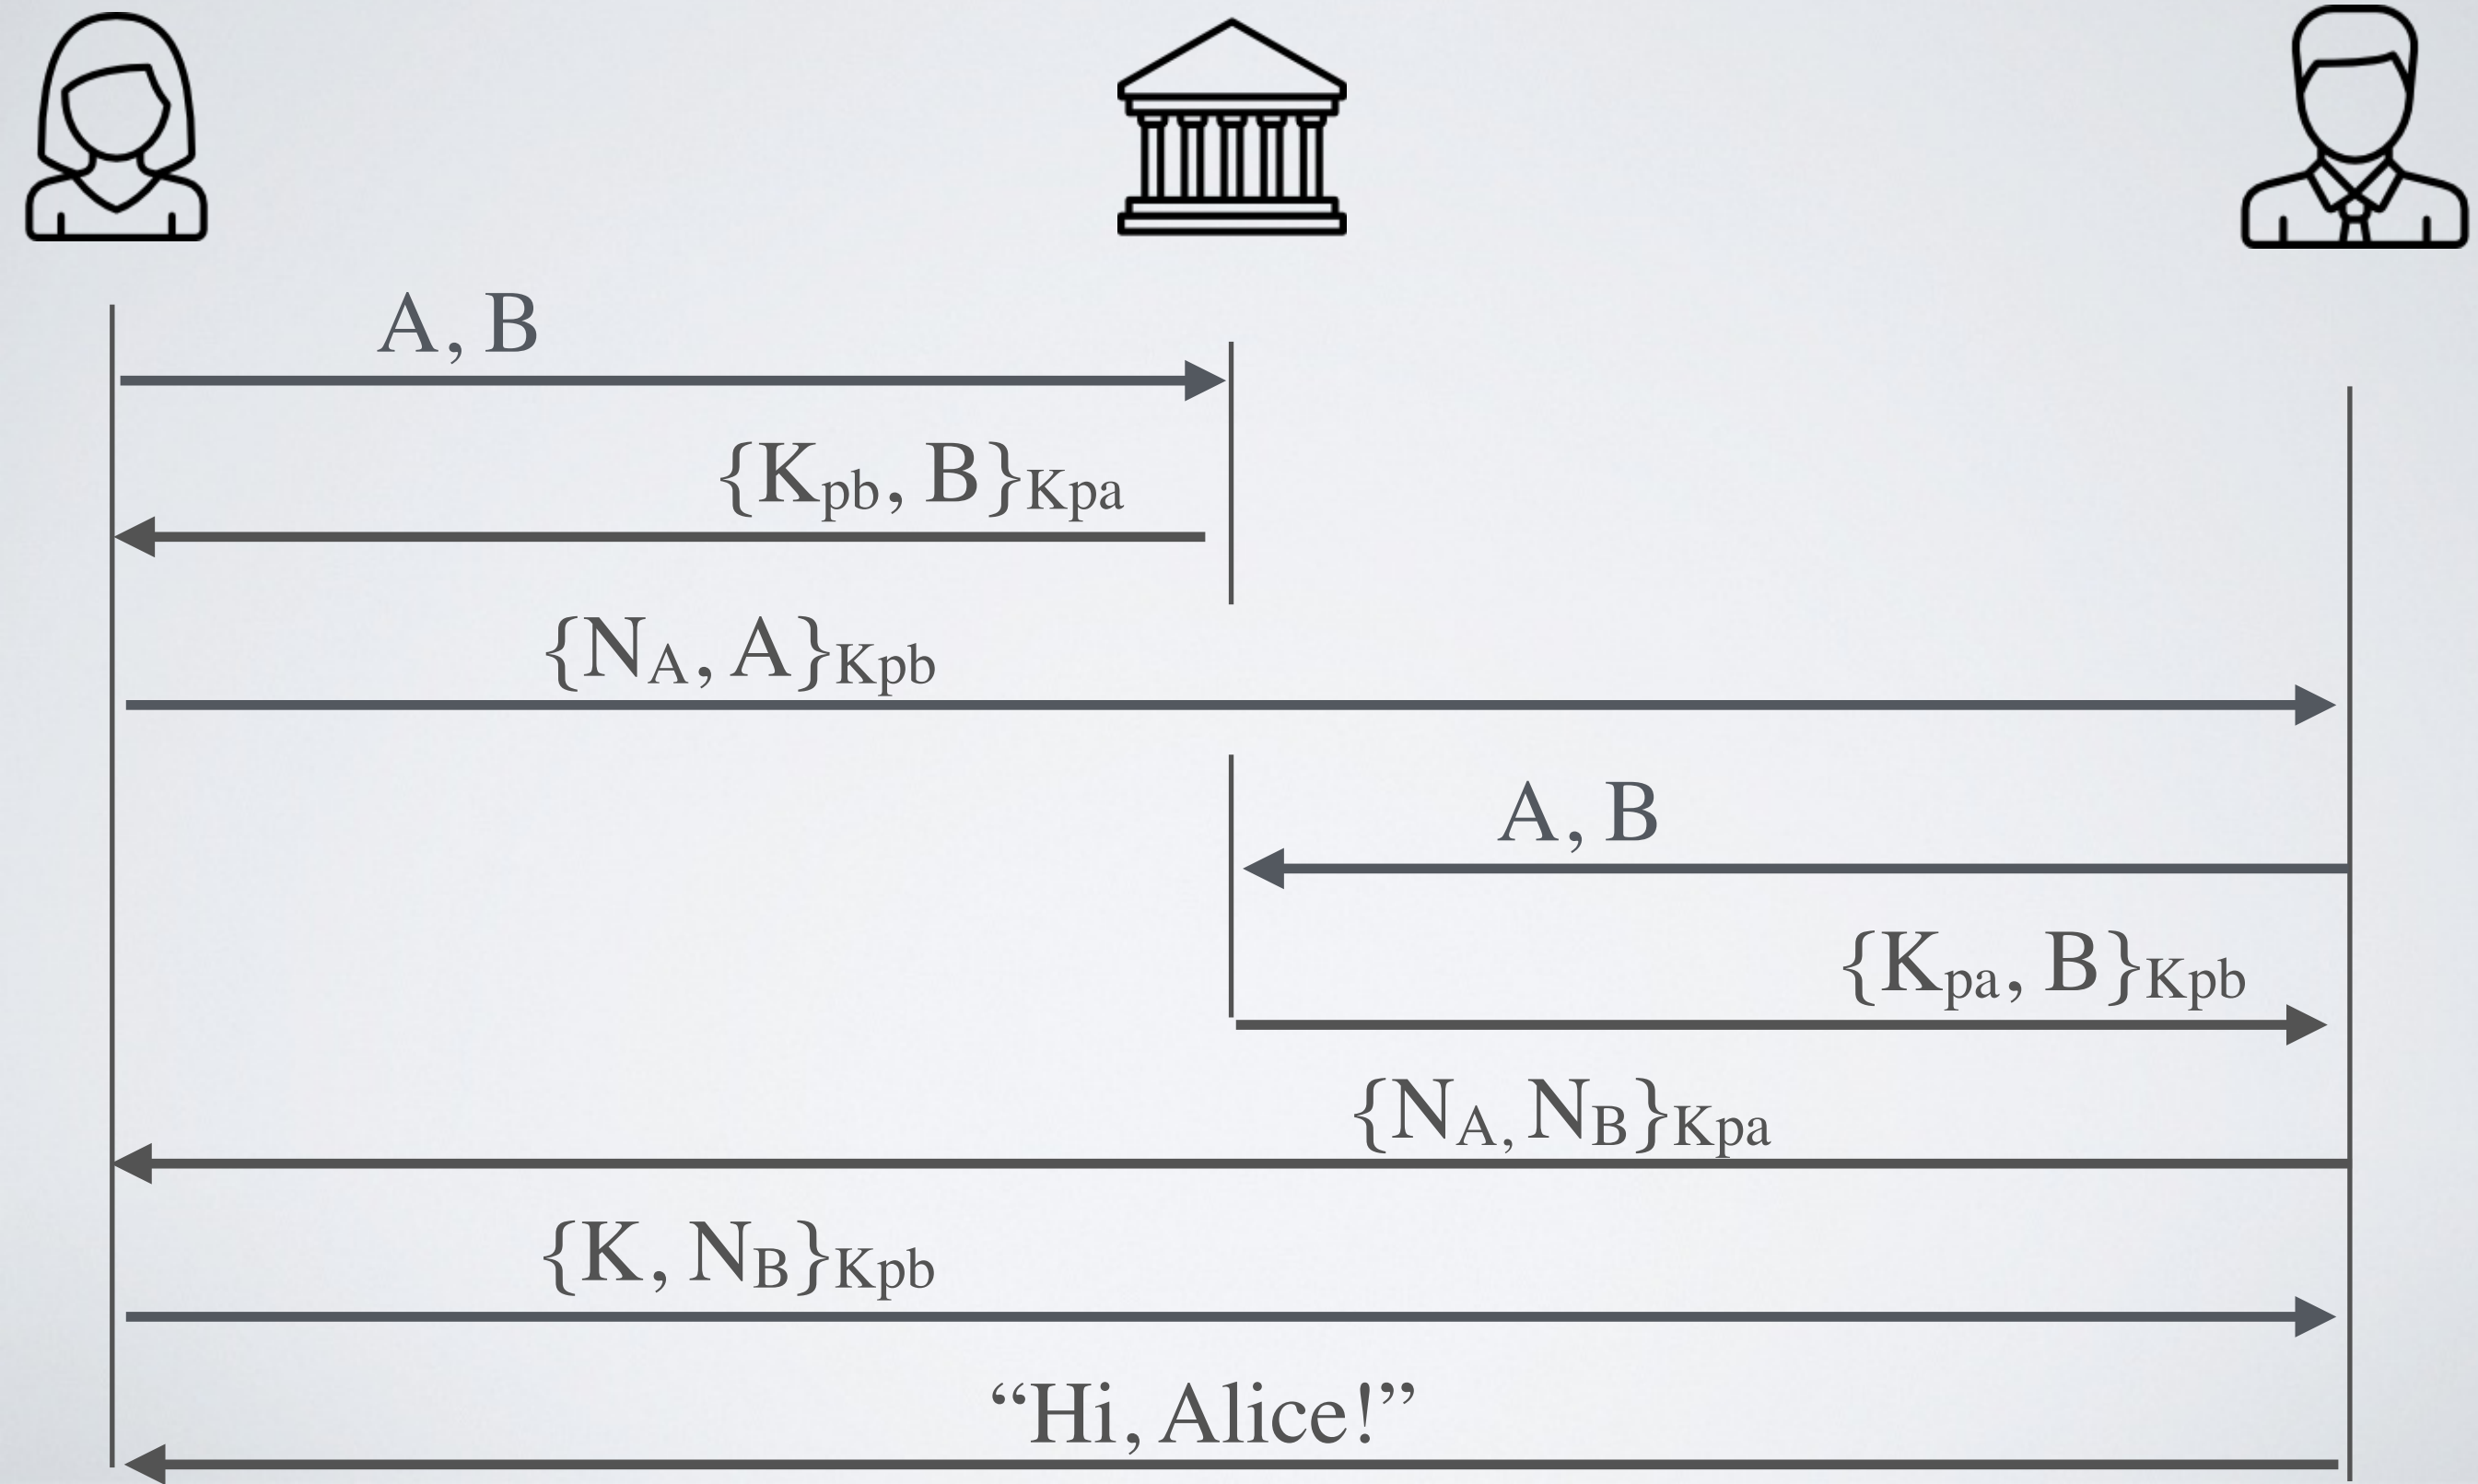 A, B
{Kpb, B}Kpa
{NA, A}Kpb
A, B
{Kpa, B}Kpb
{NA, NB}Kpa
{K, NB}Kpb
“Hi, Alice!”